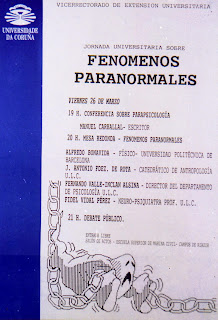 VICERRECTORADO DE EXTENSION UNIVERSITARIA
UNIVERSIDADE
DA CORUÑA
JORNADA UNIVERSITARIA SOBRE
FENOMENOS
PARANORMALES
VIERNES 26 DE MARZO
19 H. CONFERENCIA SOBRE PARAPSICOLOGÍA
MANUEL CARBALLAL- ESCRITOR
20 H. MESA REDONDA - FENOMENOS PARANORMALES
ALFREDO BONAVIDA - FÍSICO- UNIVERSIDAD POLITÉCNICA DE
BARCELONA
J. ANTONIO FDEZ. DE ROTA - CATEDRÁTICO DE ANTROPOLOGÍA
U.L.C.
FERNANDO VALLE-INCLAN ALSINA - DIRECTOR DEL DEPARTAMENTO
DE PSICOLOGÍA U.L.C.
FIDEL VIDAL PÉREZ - NEURO-PSIQUIATRA PROF. U.L.C.
21 H. DEBATE PÚBLICO.
ENTRADA LIBRE
SALON DE ACTOS - ESCUELA SUPERIOR DE MARINA CIVIL- CAMPUS DE RIAZOR